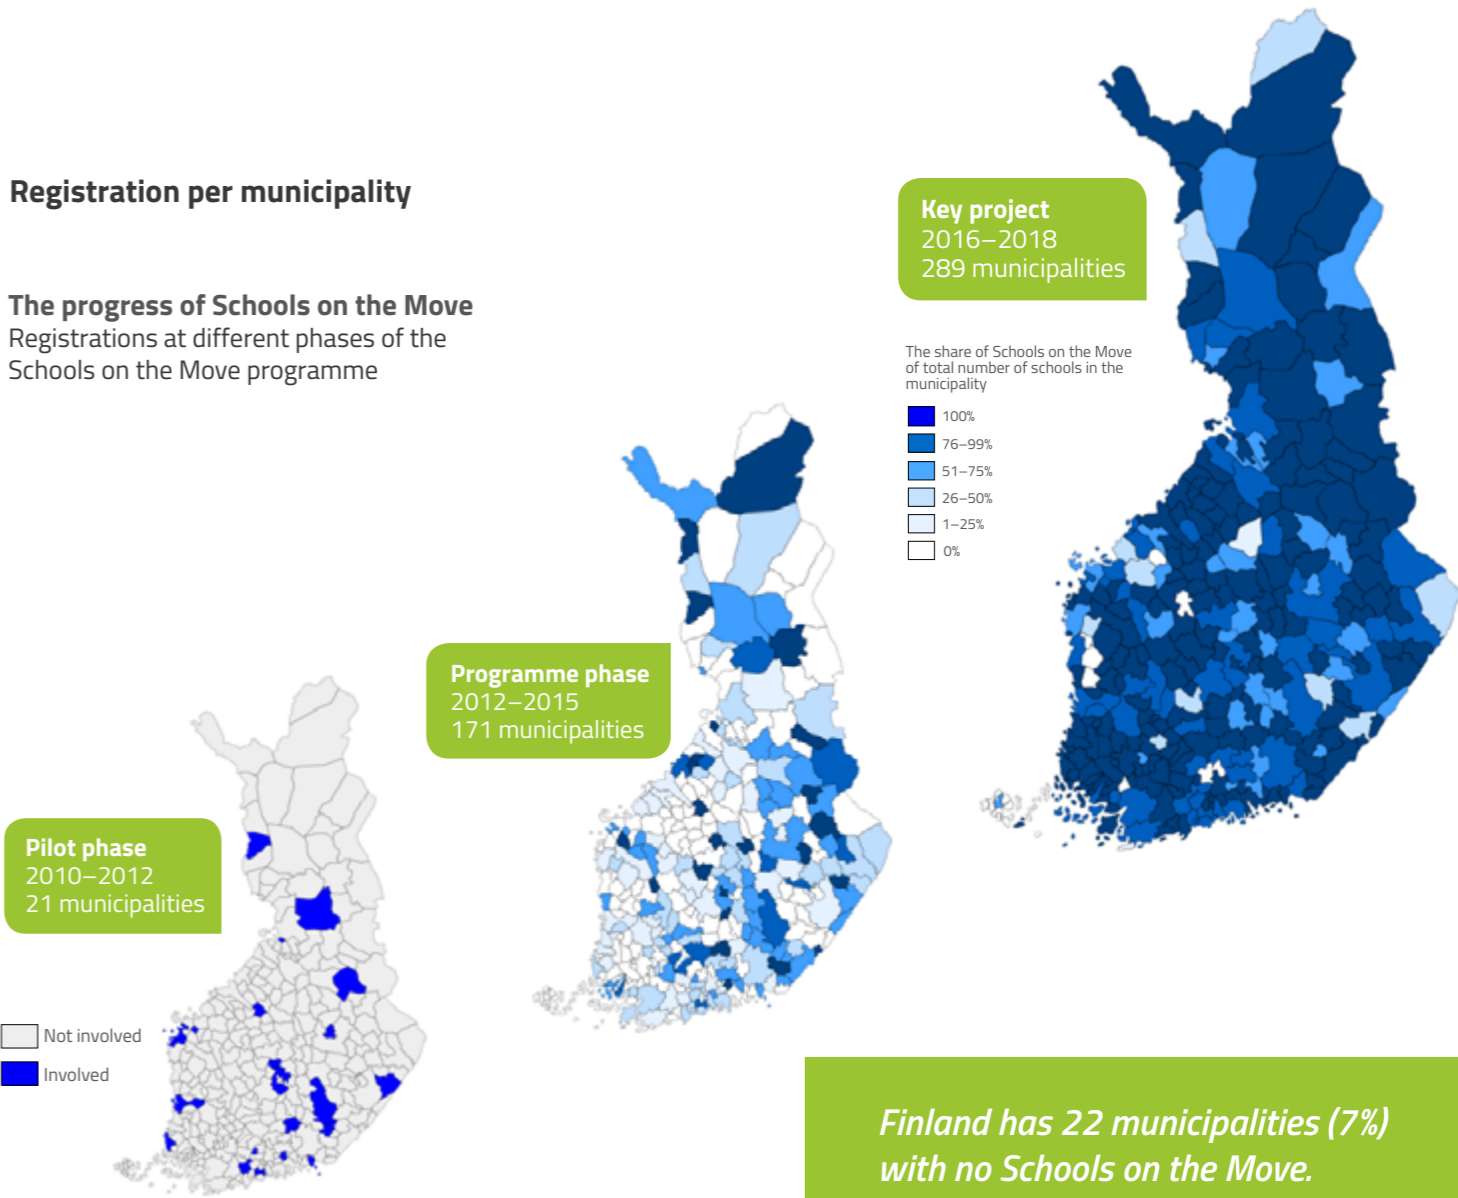 Registration per municipality
The progress of Schools on the Move
Registrations at different phases of the
Schools on the Move programme
Pilot phase
2010–2012
21 municipalities
Not involved
Involved
Programme phase
2012–2015
171 municipalities
Key project
2016–2018
289 municipalities
The share of Schools on the Move
of total number of schools in the
municipality
100%
76–99%
51–75%
26–50%
1–25%
0%
Finland has 22 municipalities (7%)
with no Schools on the Move.